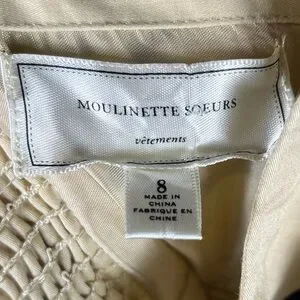 MOULINETTE SOEURS
vêtements
8
MADE IN
CHINA
FABRIQUE EN
CHINE